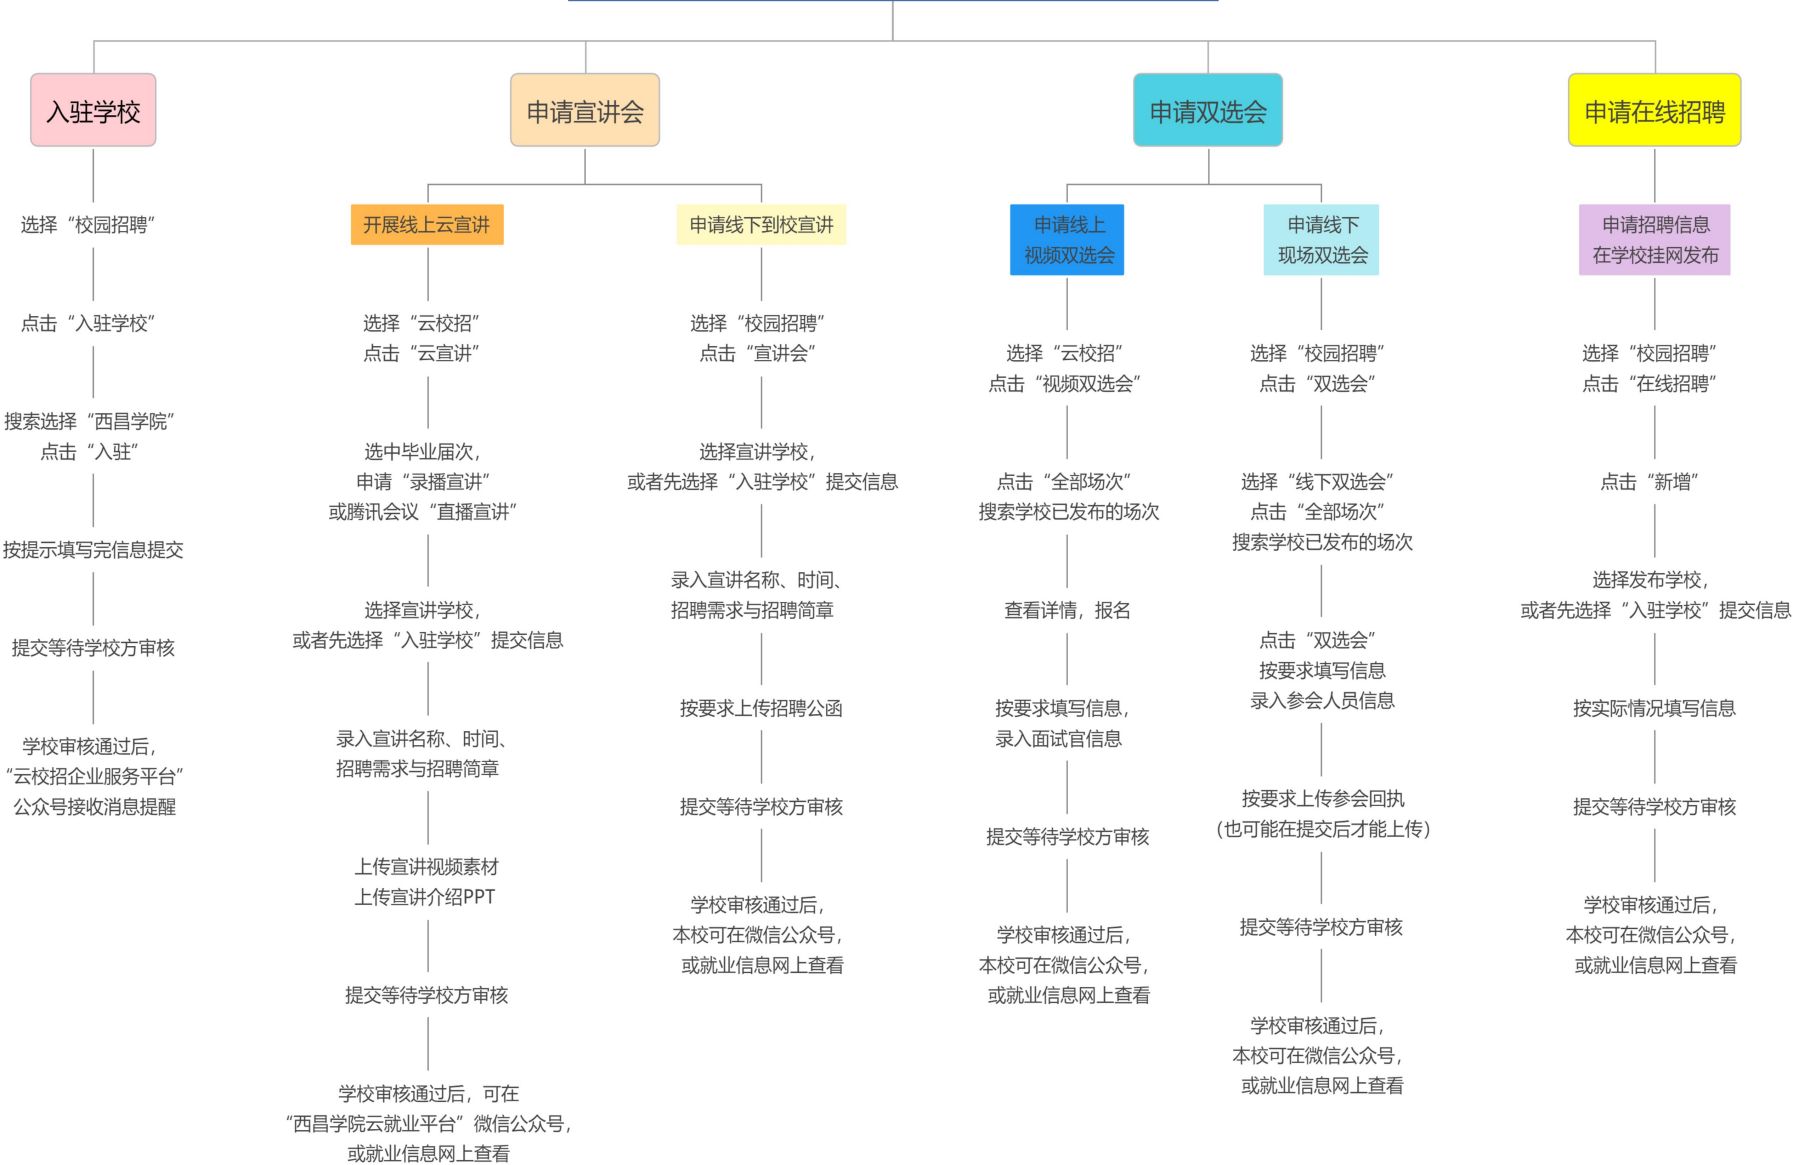 入驻学校
选择“校园招聘”
点击“入驻学校”
搜索选择“西昌学院”
点击“入驻”
按提示填写完信息提交
提交等待学校方审核
学校审核通过后，
“云校招企业服务平台”
公众号接收消息提醒
申请宣讲会
开展线上云宣讲
选择“云校招”
点击“云宣讲”
选中毕业届次，
申请“录播宣讲”
或腾讯会议“直播宣讲”
选择宣讲学校，
或者先选择“入驻学校”提交信息
录入宣讲名称、时间、
招聘需求与招聘简章
上传宣讲视频素材
上传宣讲介绍PPT
提交等待学校方审核
学校审核通过后，可在
“西昌学院云就业平台”微信公众号，
或就业信息网上查看
申请线下到校宣讲
选择“校园招聘”
点击“宣讲会”
选择宣讲学校，
或者先选择“入驻学校”提交信息
录入宣讲名称、时间、
招聘需求与招聘简章
按要求上传招聘公函
提交等待学校方审核
学校审核通过后，
本校可在微信公众号，
或就业信息网上查看
申请双选会
申请线上
视频双选会
选择“云校招”
点击“视频双选会”
点击“全部场次”
搜索学校已发布的场次
查看详情，报名
按要求填写信息，
录入面试官信息
提交等待学校方审核
学校审核通过后，
本校可在微信公众号，
或就业信息网上查看
申请线下
现场双选会
选择“校园招聘”
点击“双选会”
选择“线下双选会”
点击“全部场次”
搜索学校已发布的场次
点击“双选会”
按要求填写信息
录入参会人员信息
按要求上传参会回执
（也可能在提交后才能上传）
提交等待学校方审核
学校审核通过后，
本校可在微信公众号，
或就业信息网上查看
申请在线招聘
申请招聘信息
在学校挂网发布
选择“校园招聘”
点击“在线招聘”
点击“新增”
选择发布学校，
或者先选择“入驻学校”提交信息
按实际情况填写信息
提交等待学校方审核
学校审核通过后，
本校可在微信公众号，
或就业信息网上查看